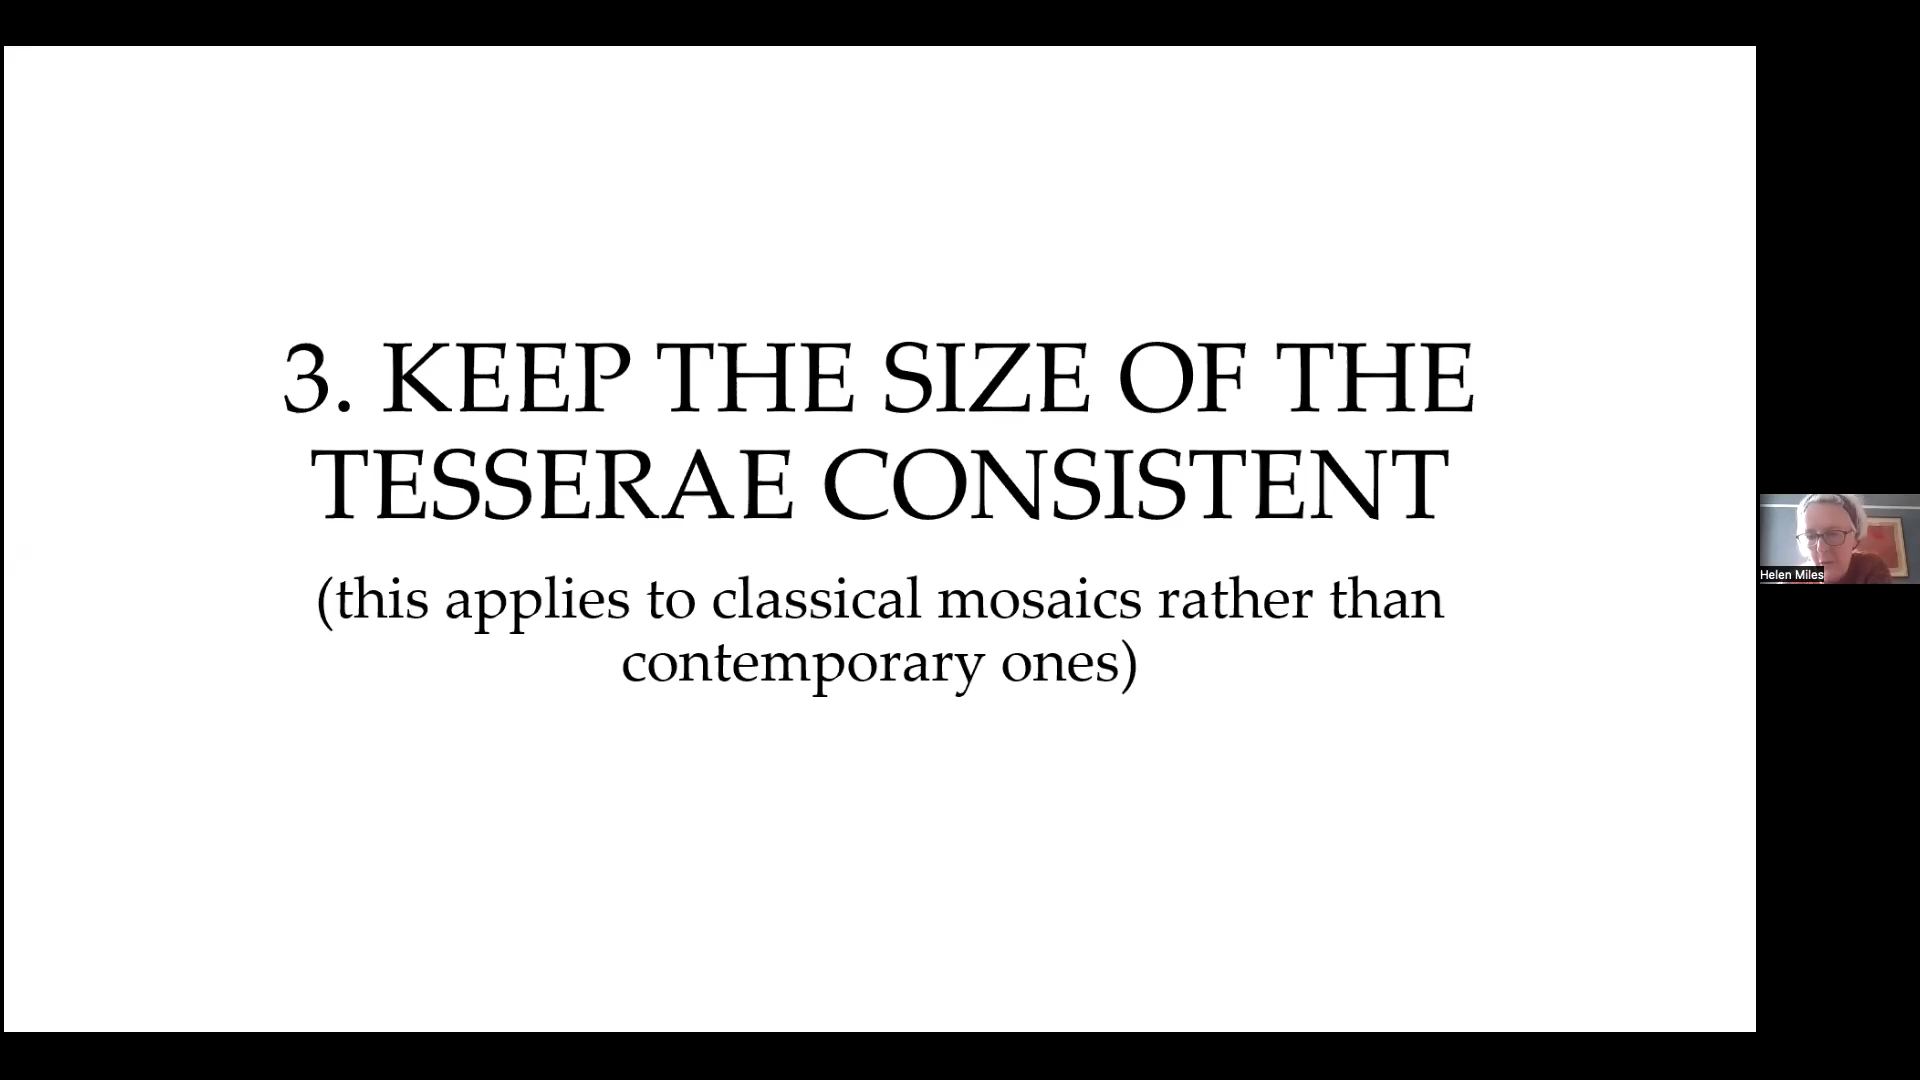 3. KEEP THE SIZE OF THE
TESSERAE CONSISTENT
(this applies to classical mosaics rather than
contemporary ones)
Helen Miles